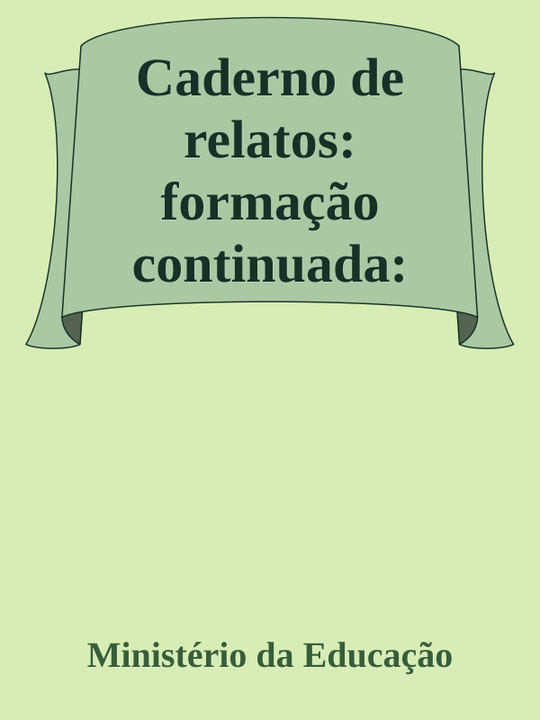 Caderno de
relatos:
formação
continuada:
Ministério da Educação